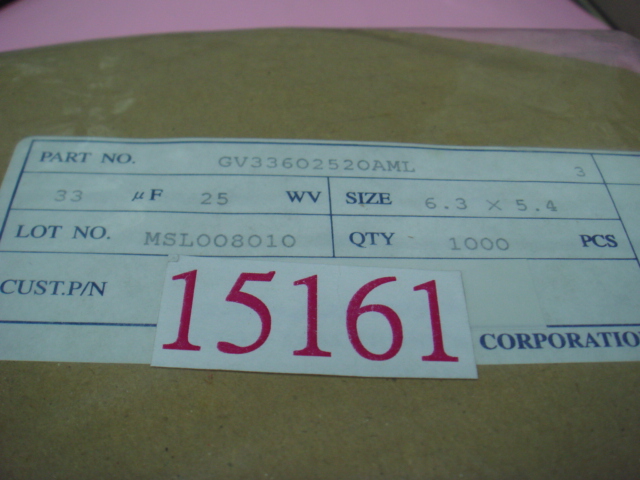 PART NO. GV33602520AML 3
33 µF 25 WV SIZE 6.3 × 5.4
LOT NO. MSL008010 QTY 1000 PCS
CUST.P/N
15161
CORPORATIO